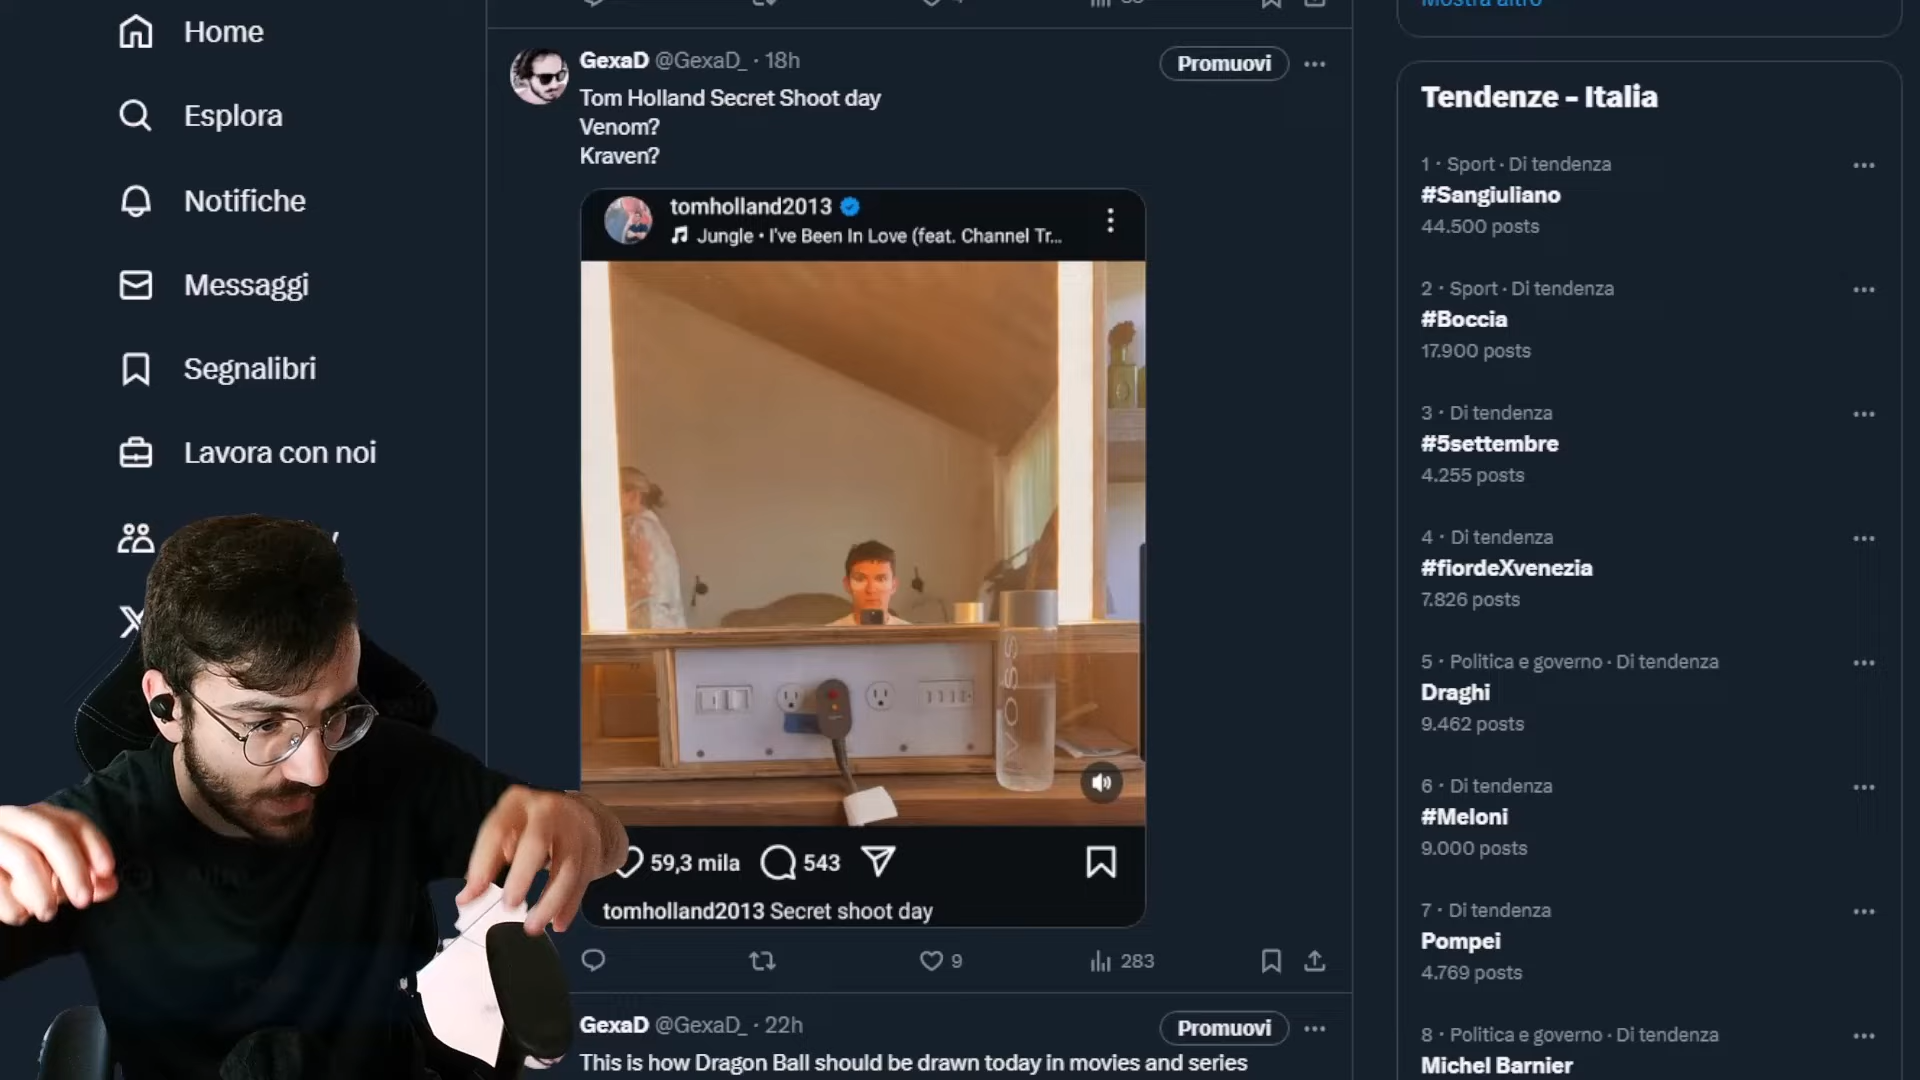 Home
Esplora
Notifiche
Messaggi
Segnalibri
Lavora con noi
GexaD @GexaD_ · 18h
Promuovi
Tom Holland Secret Shoot day
Venom?
Kraven?
tomholland2013
Jungle • I've Been In Love (feat. Channel Tr...
VOSS
59,3 mila
543
tomholland2013 Secret shoot day
9
283
GexaD @GexaD_ · 22h
Promuovi
This is how Dragon Ball should be drawn today in movies and series
Mostra altro
Tendenze - Italia
1 · Sport · Di tendenza
#Sangiuliano
44.500 posts
2 · Sport · Di tendenza
#Boccia
17.900 posts
3 · Di tendenza
#5settembre
4.255 posts
4 · Di tendenza
#fiordeXvenezia
7.826 posts
5 · Politica e governo · Di tendenza
Draghi
9.462 posts
6 · Di tendenza
#Meloni
9.000 posts
7 · Di tendenza
Pompei
4.769 posts
8 · Politica e governo · Di tendenza
Michel Barnier